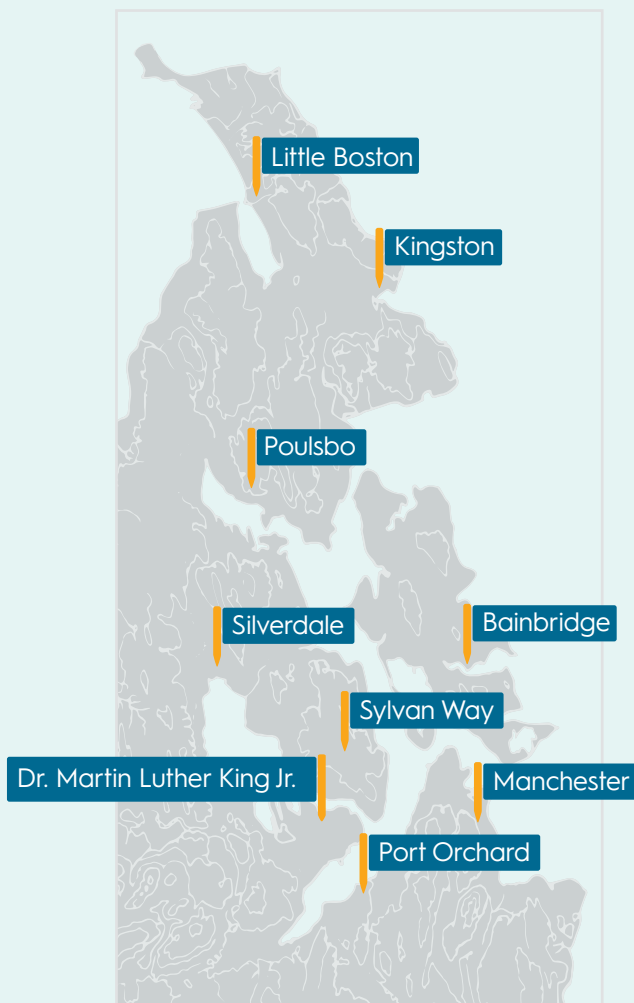 Little Boston
Kingston
Poulsbo
Silverdale
Bainbridge
Sylvan Way
Dr. Martin Luther King Jr.
Manchester
Port Orchard